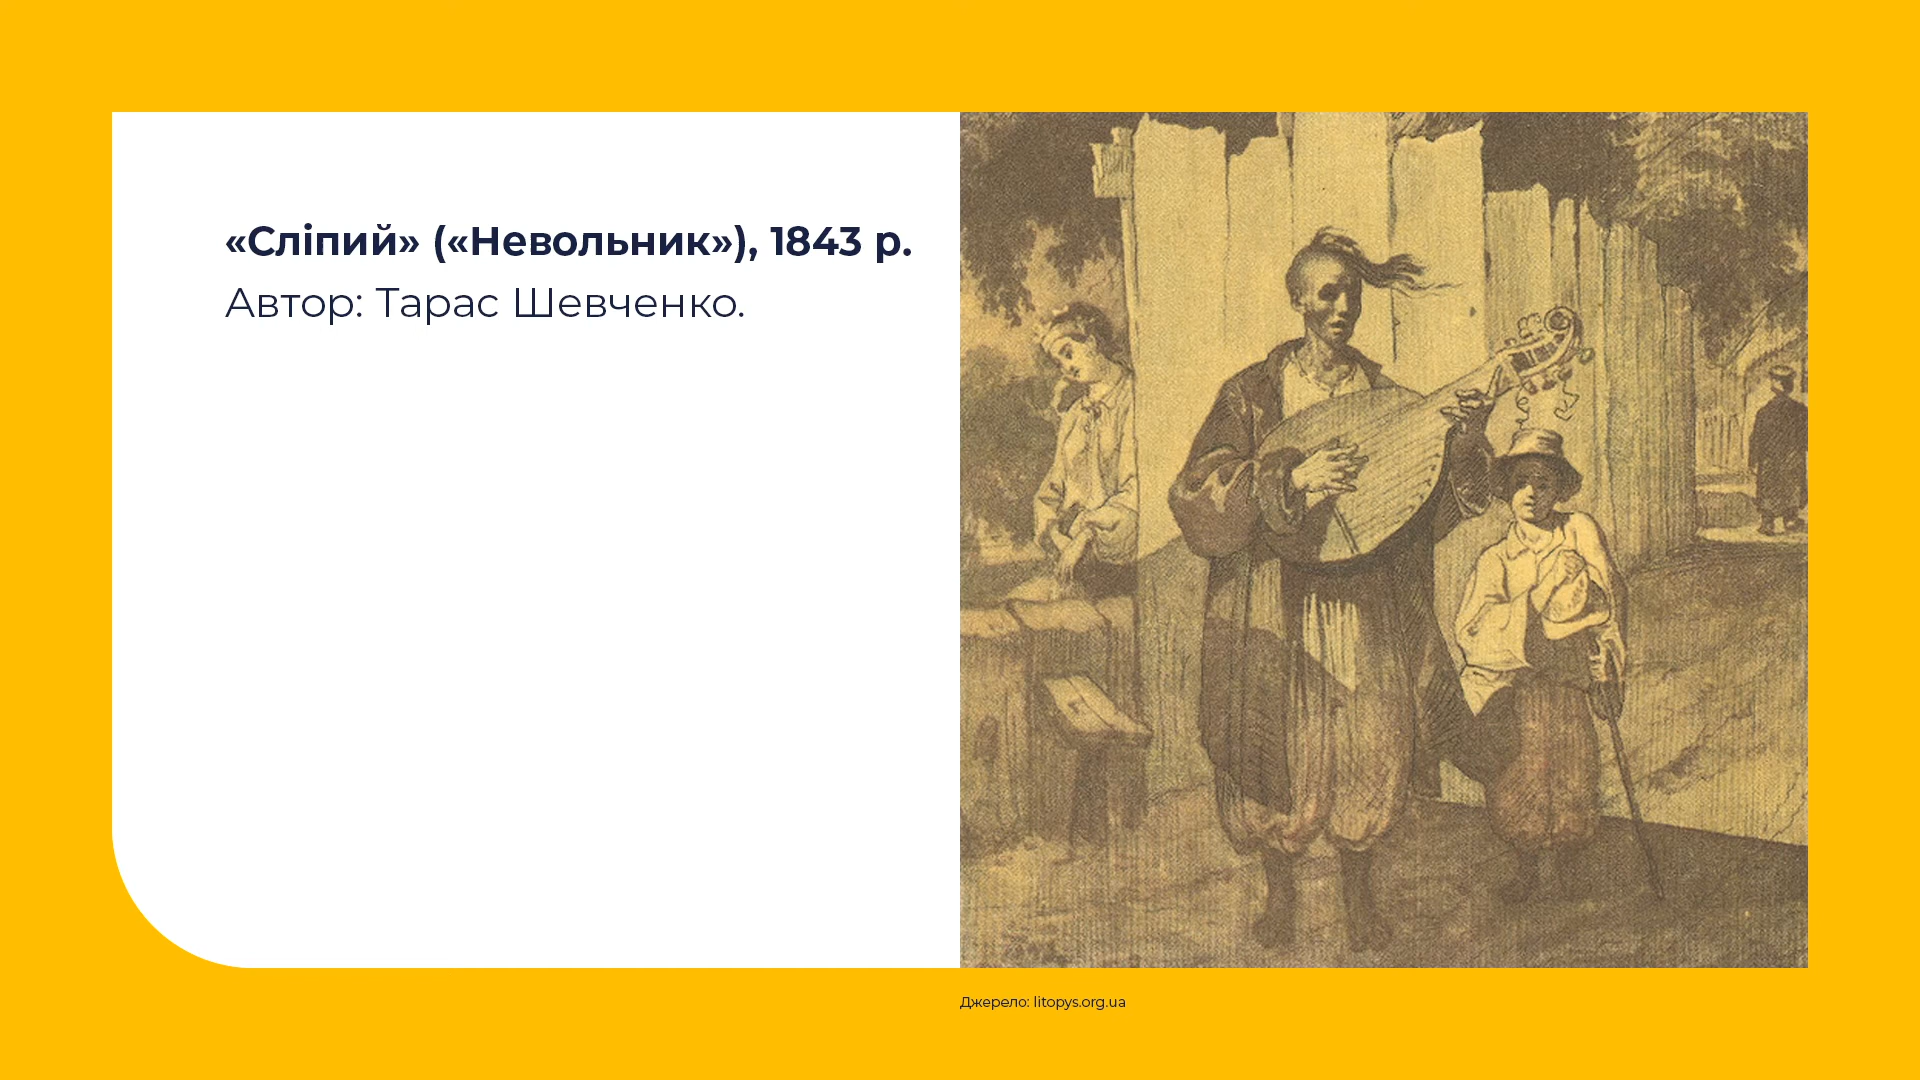 «Сліпий» («Невольник»), 1843 р.
Автор: Тарас Шевченко.
Джерело: litopys.org.ua